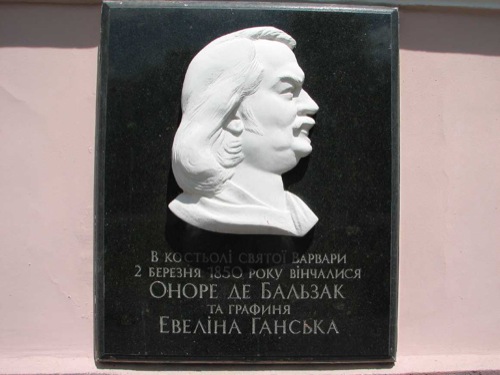 В костьолі святої Варвари
2 березня 1850 року вінчалися
Оноре де Бальзак
та графиня
Евеліна Ганська